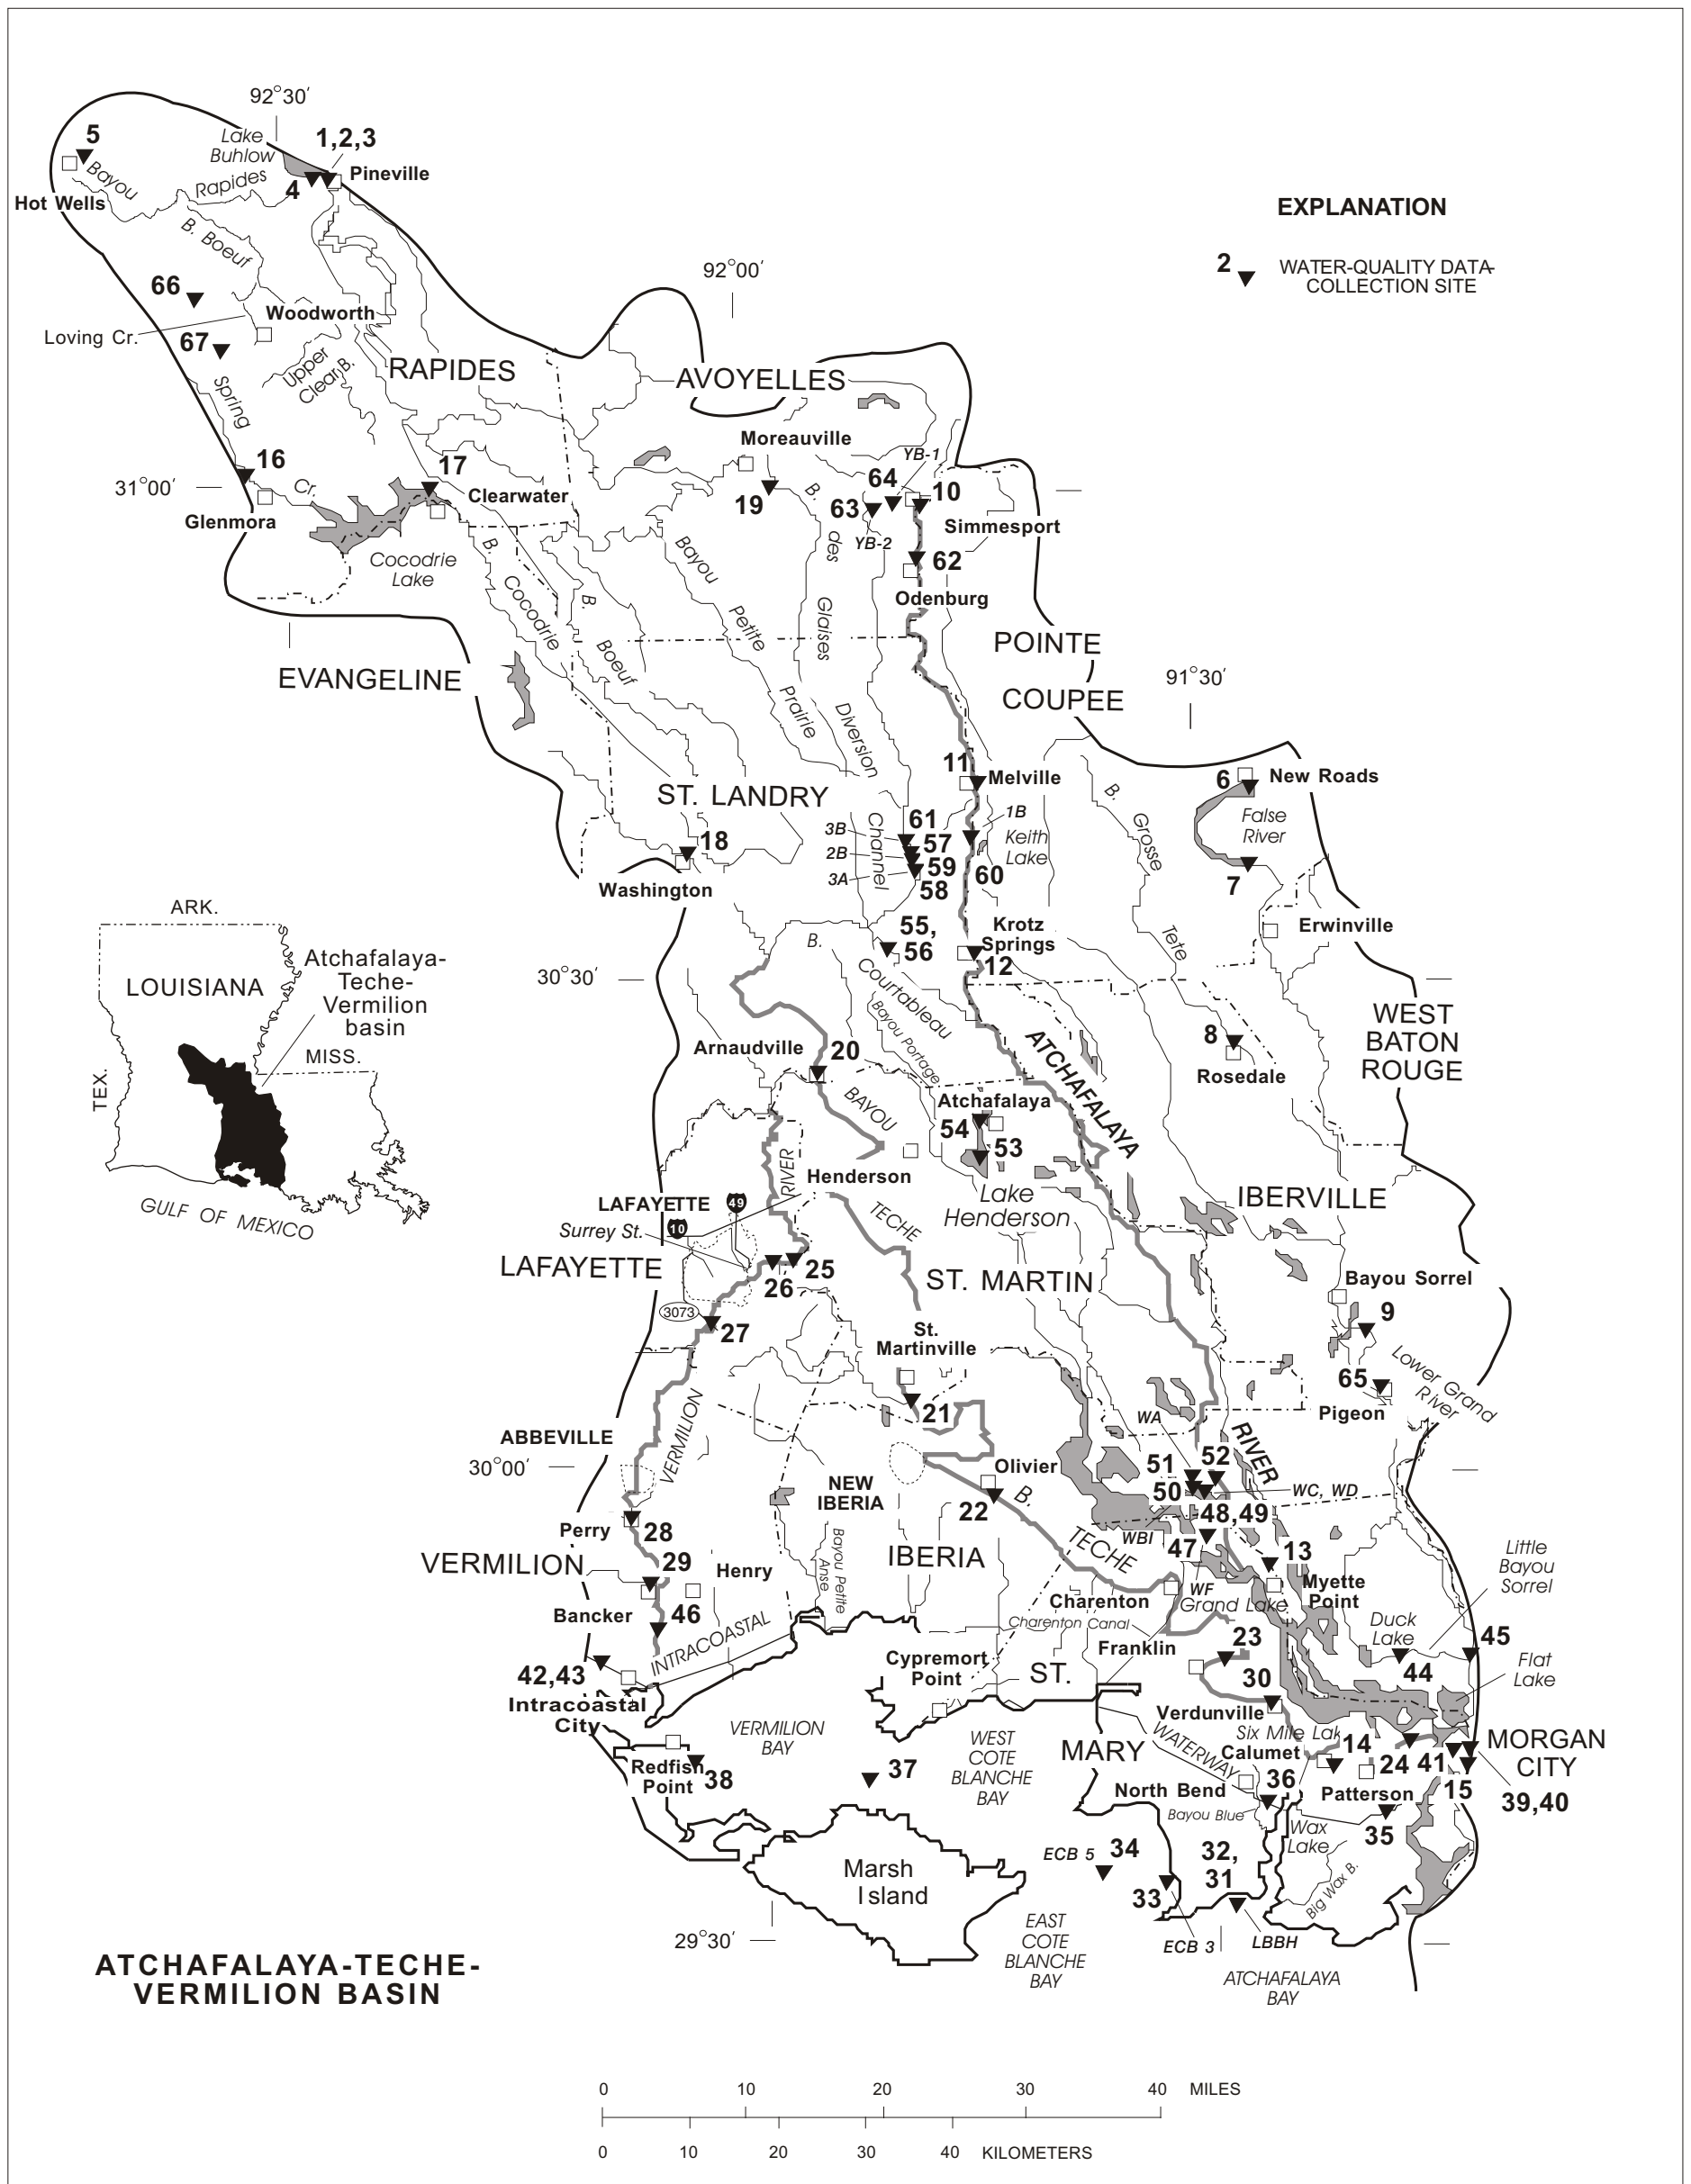 92°30′
5
Lake
Buhlow
1,2,3
Pineville
Bayou
Rapides
4
Hot Wells
EXPLANATION
2
WATER-QUALITY DATA-
COLLECTION SITE
B. Boeuf
92°00′
66
Woodworth
Loving Cr.
67
Upper
Clear B.
RAPIDES
AVOYELLES
Spring
Moreauville
YB-1
16
17
64
10
31°00′
Cr.
Clearwater
19
B.
63
Simmesport
Glenmora
des
YB-2
Cocodrie
Lake
B.
Bayou
62
Cocodrie
B.
Odenburg
Petite
Glaises
POINTE
COUPEE
EVANGELINE
Boeuf
91°30′
Prairie
Diversion
11
Melville
6
New Roads
ST. LANDRY
B.
False
River
3B
61
1B
Channel
57
Keith
Lake
Grosse
18
2B
59
3A
58
60
7
Washington
ARK.
55,
56
Krotz
Springs
Erwinville
Tete
B.
12
Atchafalaya-
Teche-
Vermilion
basin
LOUISIANA
30°30′
Courtableau
Bayou Portage
WEST
BATON
ROUGE
MISS.
8
Arnaudville
20
ATCHAFALAYA
Rosedale
TEX.
BAYOU
Atchafalaya
54
53
RIVER
Henderson
Lake
Henderson
IBERVILLE
GULF OF MEXICO
LAFAYETTE
49
10
Surrey St.
TECHE
LAFAYETTE
25
26
ST. MARTIN
Bayou Sorrel
3073
27
9
St.
Martinville
Lower Grand
River
65
21
Pigeon
VERMILION
WA
RIVER
ABBEVILLE
30°00′
51
52
Olivier
NEW
IBERIA
50
WC, WD
B.
22
48,49
Perry
28
WBI
47
TECHE
13
Little
Bayou
Sorrel
VERMILION
29
Henry
Bayou Petite
Anse
IBERIA
WF
Myette
Point
Charenton
Grand Lake
Bancker
46
Charenton Canal
Duck
Lake
INTRACOASTAL
Franklin
23
45
42,43
Cypremort
Point
ST.
44
Flat
Lake
Intracoastal
City
30
Verdunville
VERMILION
BAY
WEST
COTE
BLANCHE
BAY
Six Mile Lak
MARY
WATERWAY
Calumet
14
MORGAN
CITY
24
41
Redfish
Point
38
37
North Bend
36
Patterson
15
39,40
Bayou Blue
Wax
Lake
35
ECB 5
34
32,
31
Marsh
Island
33
Big Wax B.
EAST
COTE
BLANCHE
BAY
29°30′
ECB 3
LBBH
ATCHAFALAYA
BAY
ATCHAFALAYA-TECHE-
VERMILION BASIN
0 10 20 30 40 MILES
0 10 20 30 40 KILOMETERS